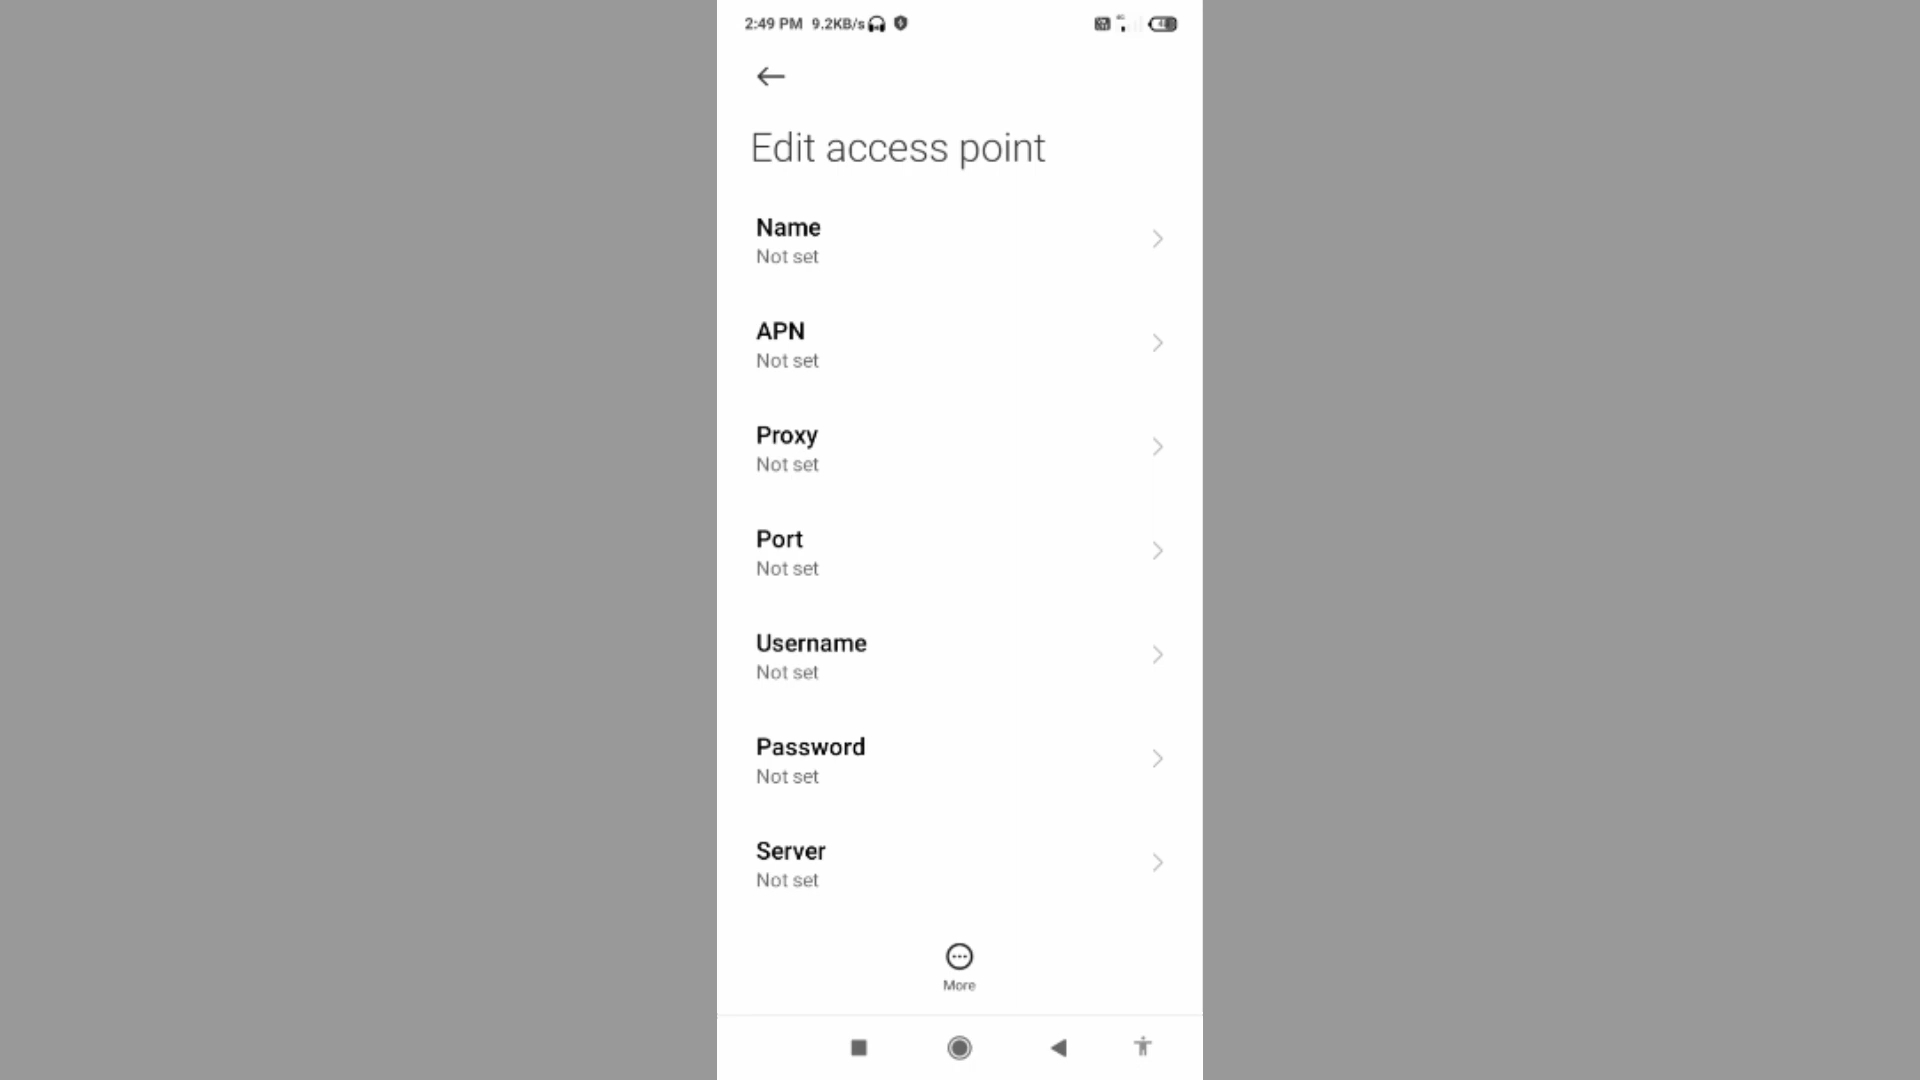 2:49 PM 9.2KB/s
Edit access point
Name
Not set
APN
Not set
Proxy
Not set
Port
Not set
Username
Not set
Password
Not set
Server
Not set
More